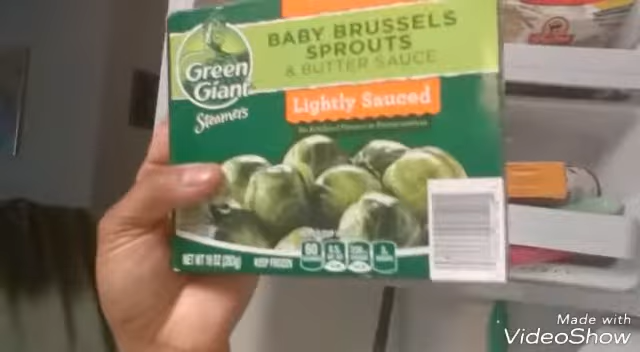 BABY BRUSSELS
SPROUTS
& BUTTER SAUCE
Green
Giant
Steamers
Lightly Sauced
NET WT 10 OZ (283g)
KEEP FROZEN
60
Made with
VideoShow